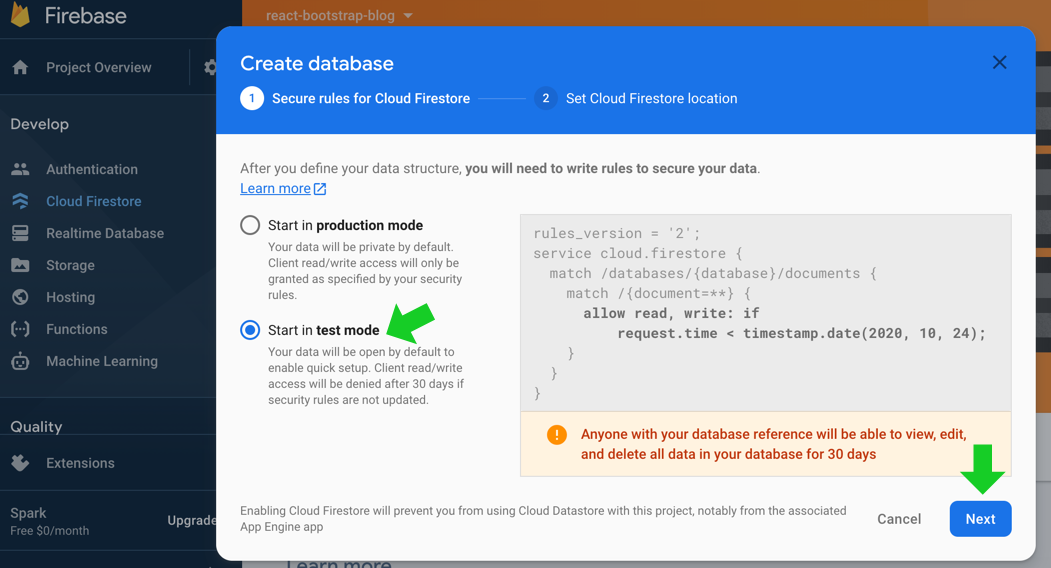 Firebase
react-bootstrap-blog
Project Overview
Develop
Authentication
Cloud Firestore
Realtime Database
Storage
Hosting
Functions
Machine Learning
Quality
Extensions
Spark
Free $0/month
Upgrade
Create database
1 Secure rules for Cloud Firestore
2 Set Cloud Firestore location
After you define your data structure, you will need to write rules to secure your data.
Learn more
Start in production mode
Your data will be private by default.
Client read/write access will only be
granted as specified by your security
rules.
Start in test mode
Your data will be open by default to
enable quick setup. Client read/write
access will be denied after 30 days if
security rules are not updated.
rules_version = '2';
service cloud.firestore {
match /databases/{database}/documents {
match /{document=**} {
allow read, write: if
request.time < timestamp.date(2020, 10, 24);
}
}
}
Anyone with your database reference will be able to view, edit,
and delete all data in your database for 30 days
Enabling Cloud Firestore will prevent you from using Cloud Datastore with this project, notably from the associated
App Engine app
Cancel
Next
Learn more